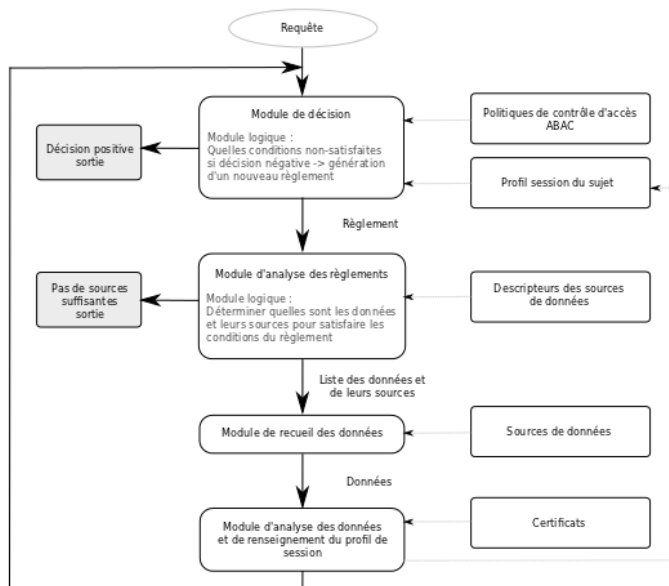 Requête
Module de décision
Module logique :
Quelles conditions non-satisfaites
si décision négative -> génération
d'un nouveau règlement
Politiques de contrôle d'accès
ABAC
Décision positive
sortie
Profil session du sujet
Règlement
Module d'analyse des règlements
Module logique :
Déterminer quelles sont les données
et leurs sources pour satisfaire les
conditions du règlement
Pas de sources
suffisantes
sortie
Descripteurs des sources
de données
Liste des données et
de leurs sources
Module de recueil des données
Sources de données
Données
Module d'analyse des données
et de renseignement du profil de
session
Certificats